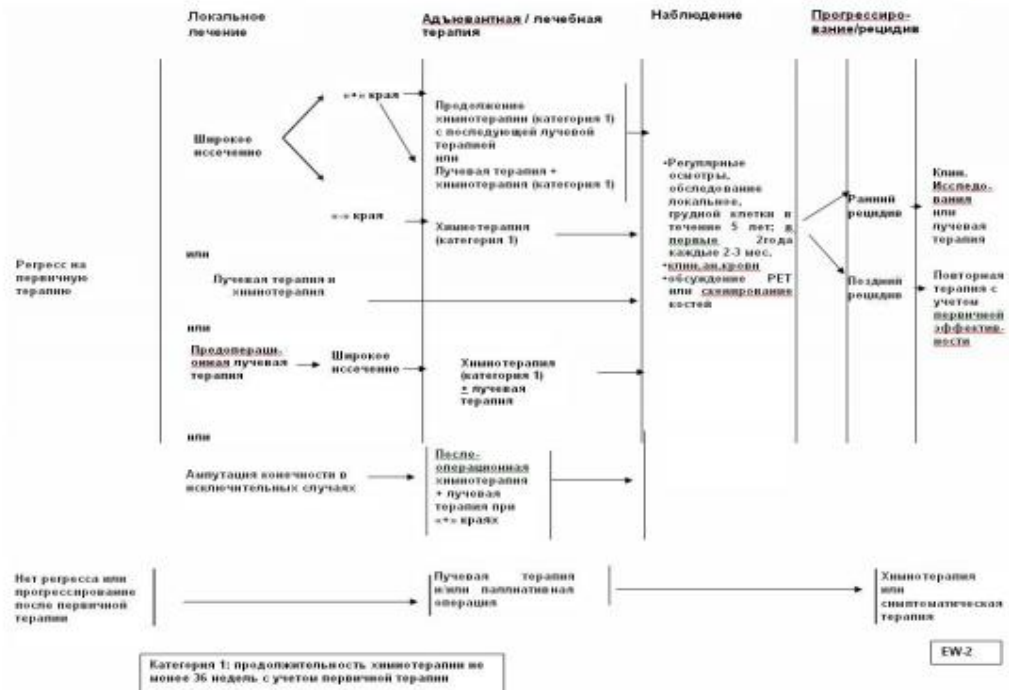 Локальное
лечение
Адъювантная / лечебная
терапия
Наблюдение
Прогрессиро-
вание/рецидив
Регресс на
первичную
терапию
Широкое
иссечение
«+» края
Продолжение
химиотерапии (категория 1)
с последующей лучевой
терапией
или
Лучевая терапия +
химиотерапия (категория 1)
«-» края
Химиотерапия
(категория 1)
или
Лучевая терапия и
химиотерапия
или
Предопераци-
онная лучевая
терапия
Широкое
иссечение
Химиотерапия
(категория 1)
± лучевая
терапия
или
Ампутация конечности в
исключительных случаях
После-
операционная
химиотерапия
+ лучевая
терапия при
«+» краях
•Регулярные
осмотры,
обследование
локальное,
грудной клетки в
течение 5 лет; в
первые 2года
каждые 2-3 мес.
•клин.ан.крови
•обсуждение PET
или сканирование
костей
Ранний
рецидив
Клин.
Исследо-
вания
или
лучевая
терапия
Поздний
рецидив
Повторная
терапия с
учетом
первичной
эффектив-
ности
Нет регресса или
прогрессирование
после первичной
терапии
Лучевая терапия
и/или паллиативная
операция
Химиотерапия
или
симптоматическая
терапия
Категория 1: продолжительность химиотерапии не
менее 36 недель с учетом первичной терапии
EW-2